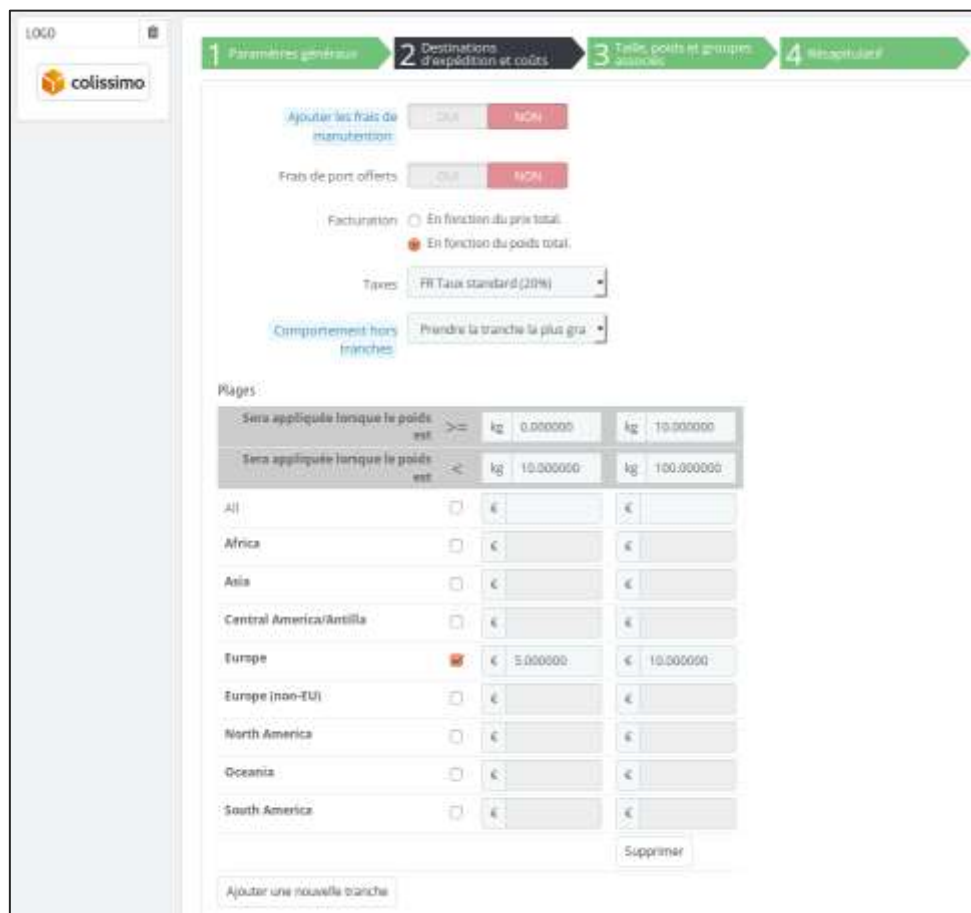 LOGO
colissimo
1 Paramètres généraux
2 Destinations d'expédition et coûts
3 Taille, poids et groupes associés
4 Récapitulatif
Ajouter les frais de manutention
OUI NON
Frais de port offerts
OUI NON
Facturation En fonction du prix total.
En fonction du poids total.
Taxes FR Taux standard (20%)
Comportement hors tranches
Prendre la tranche la plus gra
Plages
Sera appliquée lorsque le poids est >= kg 0.000000 kg 10.000000
Sera appliquée lorsque le poids est < kg 10.000000 kg 100.000000
All € €
Africa € €
Asia € €
Central America/Antilla € €
Europe € 5.000000 € 10.000000
Europe (non-EU) € €
North America € €
Oceania € €
South America € €
Supprimer
Ajouter une nouvelle tranche